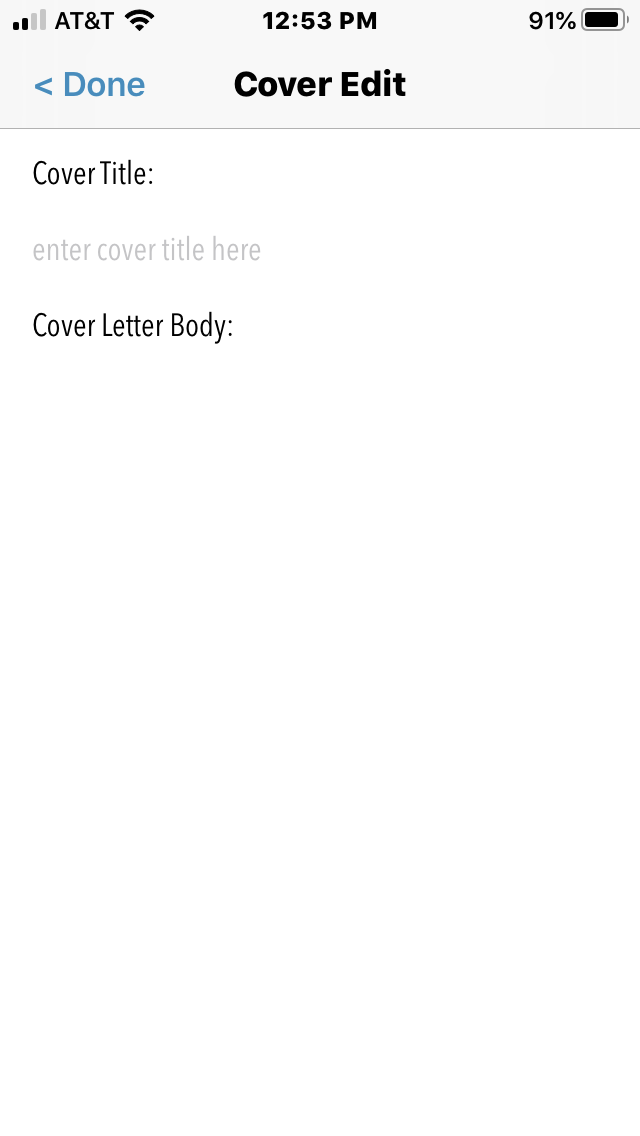 AT&T 12:53 PM 91%
< Done Cover Edit
Cover Title:
enter cover title here
Cover Letter Body: